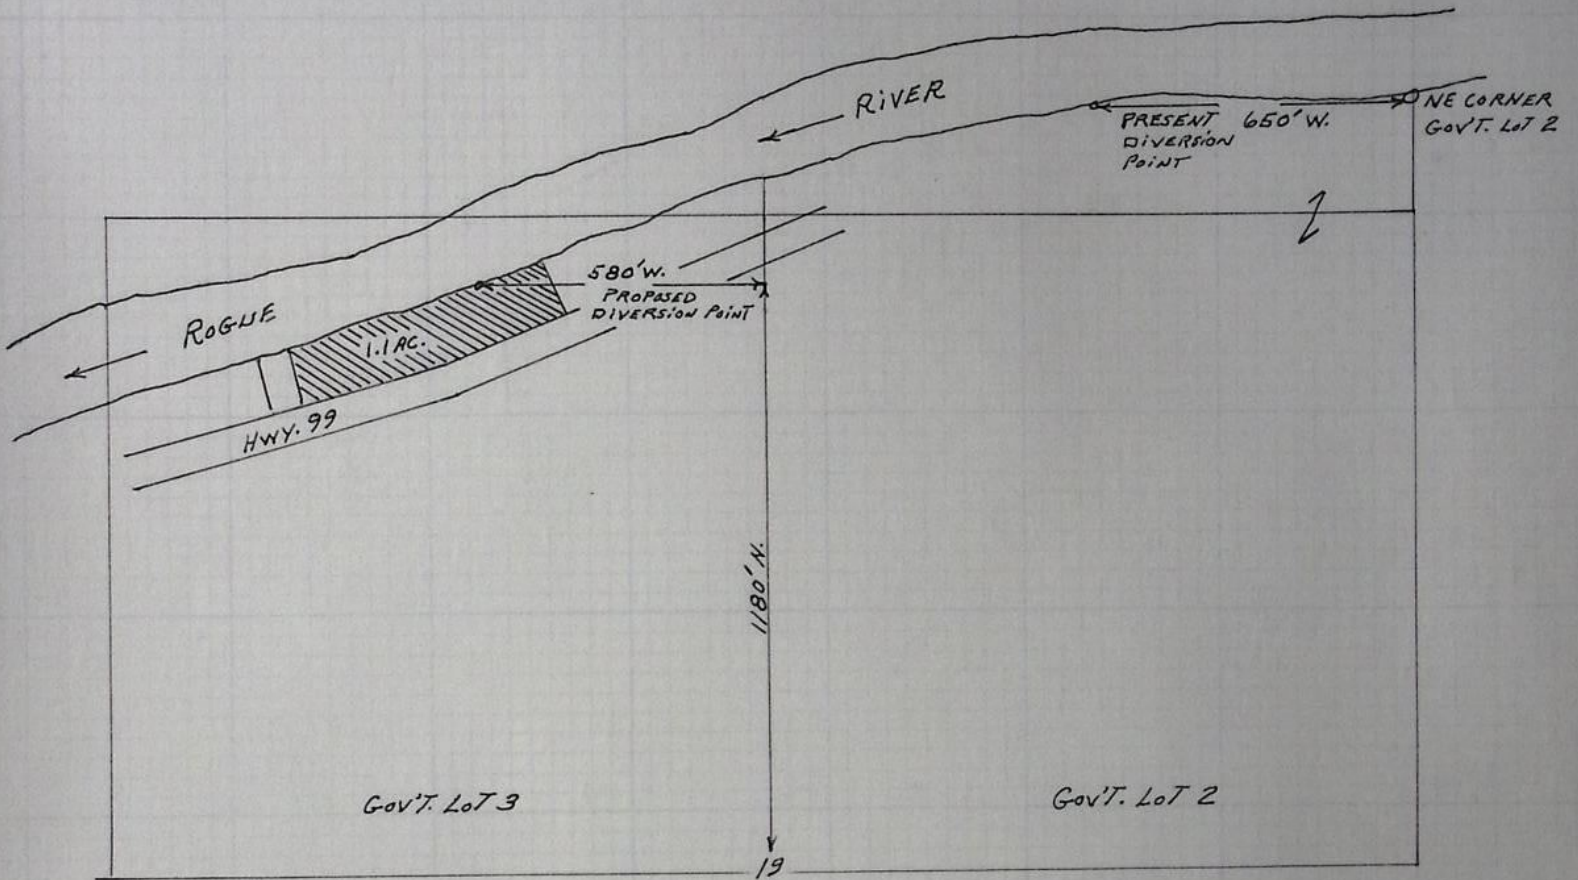 RiVER
NE CORNER
GOV'T. LOT 2
PRESENT 650' W.
DIVERSION
POINT
580' W.
PROPOSED
DIVERSION POINT
ROGUE
1.1 AC.
HWY. 99
1180' N.
GOV'T. LOT 3
GOV'T. LOT 2
19